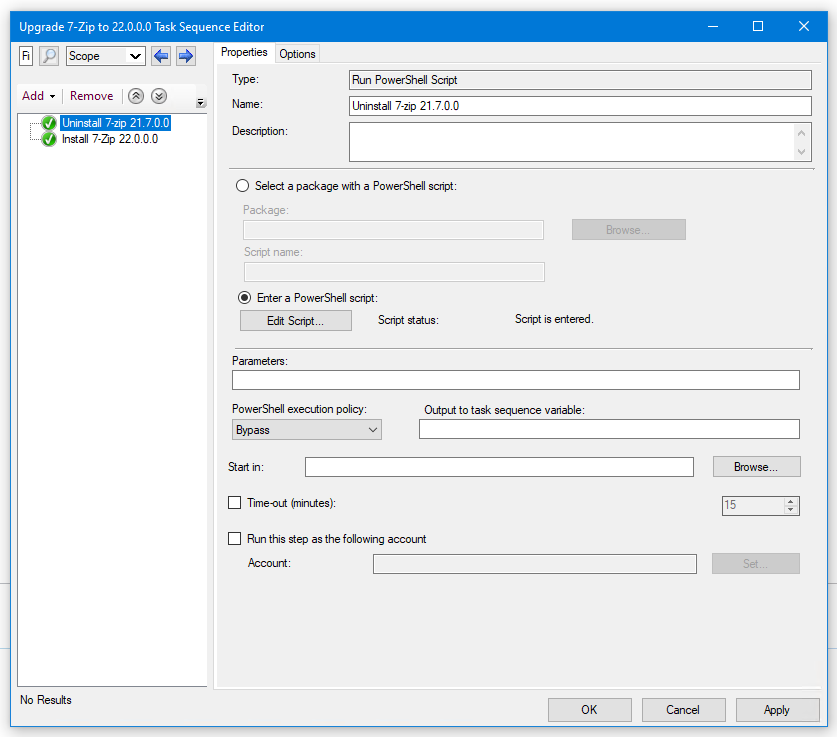 Upgrade 7-Zip to 22.0.0.0 Task Sequence Editor
Fi
Scope
Add
Remove
Uninstall 7-zip 21.7.0.0
Install 7-Zip 22.0.0.0
No Results
Properties
Options
Type:
Run PowerShell Script
Name:
Uninstall 7-zip 21.7.0.0
Description:
Select a package with a PowerShell script:
Package:
Browse...
Script name:
Enter a PowerShell script:
Edit Script...
Script status:
Script is entered.
Parameters:
PowerShell execution policy:
Output to task sequence variable:
Bypass
Start in:
Browse...
Time-out (minutes):
15
Run this step as the following account
Account:
Set...
OK
Cancel
Apply